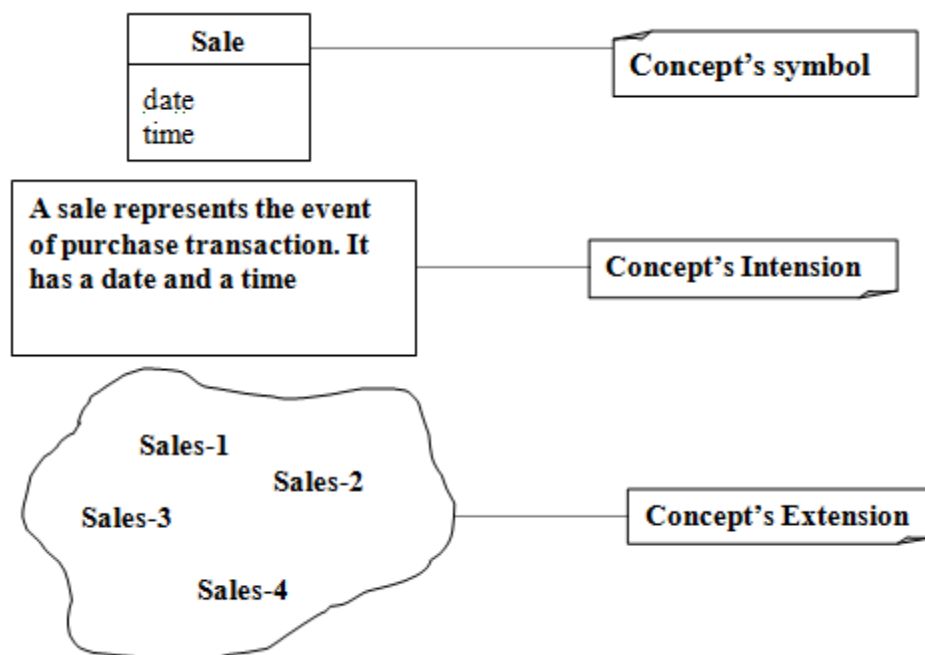 Sale
Concept's symbol
date
time
A sale represents the event
of purchase transaction. It
has a date and a time
Concept's Intension
Sales-1
Sales-2
Sales-3
Concept's Extension
Sales-4